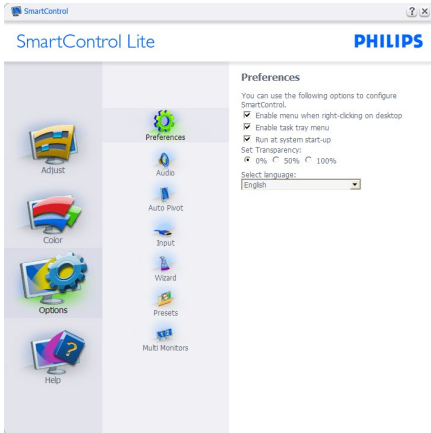 SmartControl
? ×
SmartControl Lite
PHILIPS
Adjust
Color
Options
Help
Preferences
Audio
Auto Pivot
Input
Wizard
Presets
Multi Monitors
Preferences
You can use the following options to configure
SmartControl.
Enable menu when right-clicking on desktop
Enable task tray menu
Run at system start-up
Set Transparency:
0% 50% 100%
Select language:
English